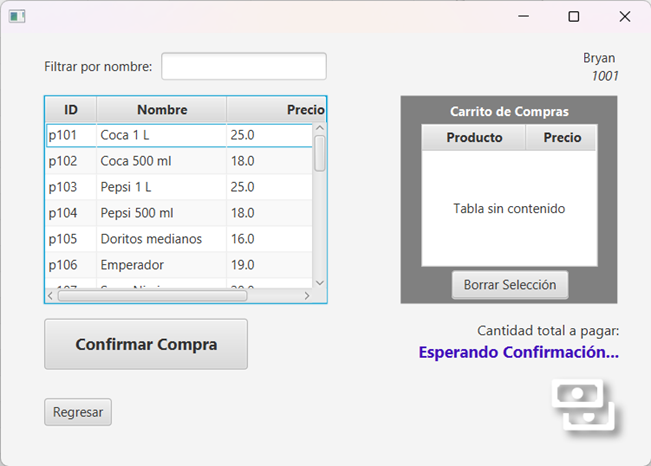 Filtrar por nombre:
Bryan
1001
ID Nombre Precio
p101 Coca 1 L 25.0
p102 Coca 500 ml 18.0
p103 Pepsi 1 L 25.0
p104 Pepsi 500 ml 18.0
p105 Doritos medianos 16.0
p106 Emperador 19.0
Carrito de Compras
Producto Precio
Tabla sin contenido
Borrar Selección
Confirmar Compra
Cantidad total a pagar:
Esperando Confirmación...
Regresar